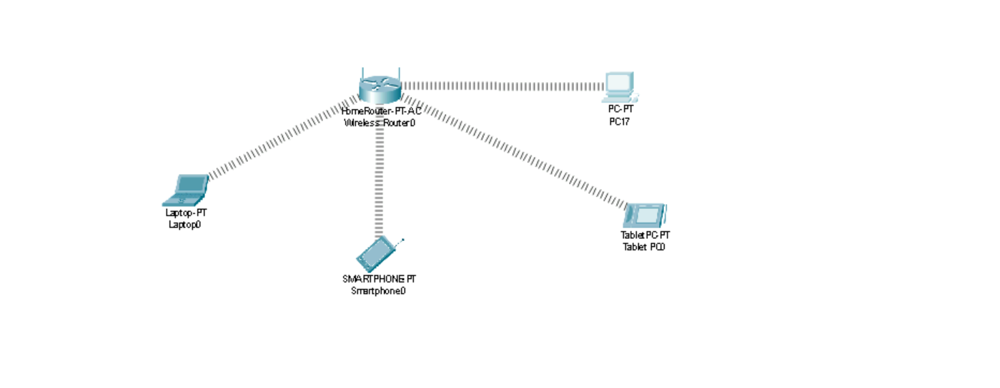 HomeRouter-PT-AC
Wireless Router0
PC-PT
PC17
Laptop-PT
Laptop0
TabletPC-PT
Tablet PC0
SMARTPHONE-PT
Smartphone0